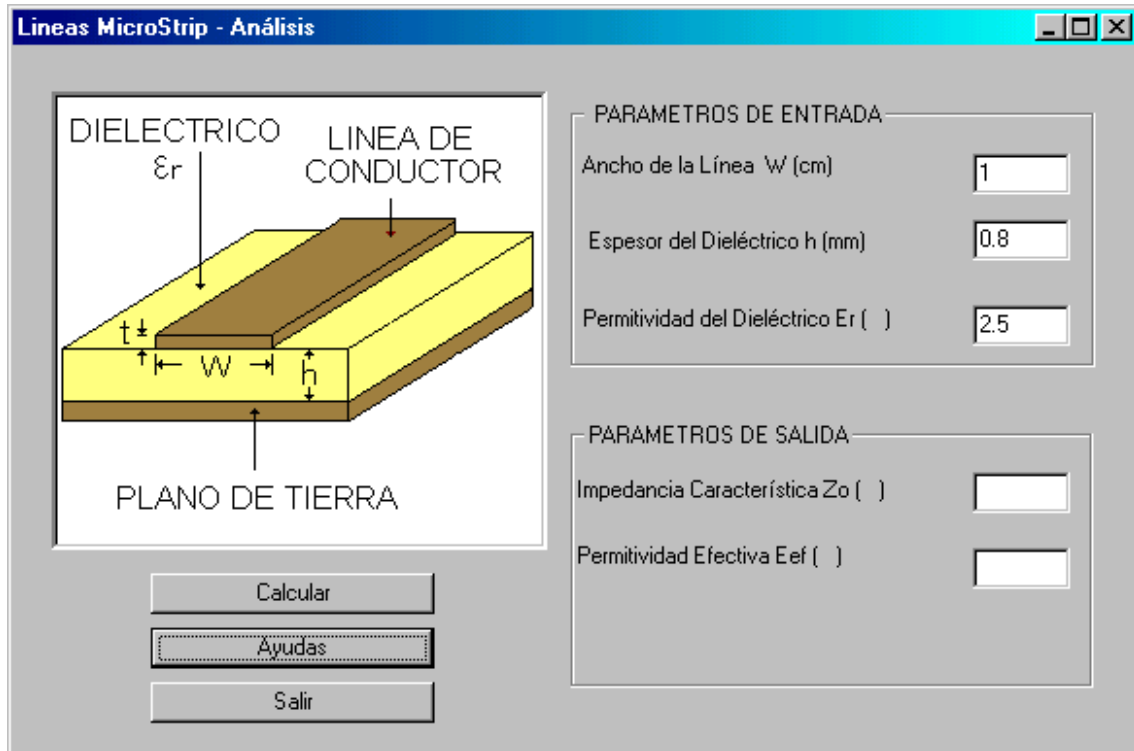 Lineas MicroStrip - Análisis
DIELECTRICO
εr
LINEA DE
CONDUCTOR
t
W
h
PLANO DE TIERRA
Calcular
Ayudas
Salir
PARAMETROS DE ENTRADA
Ancho de la Línea W (cm)
1
Espesor del Dieléctrico h (mm)
0.8
Permitividad del Dieléctrico Er ( )
2.5
PARAMETROS DE SALIDA
Impedancia Característica Zo ( )
Permitividad Efectiva Eef ( )